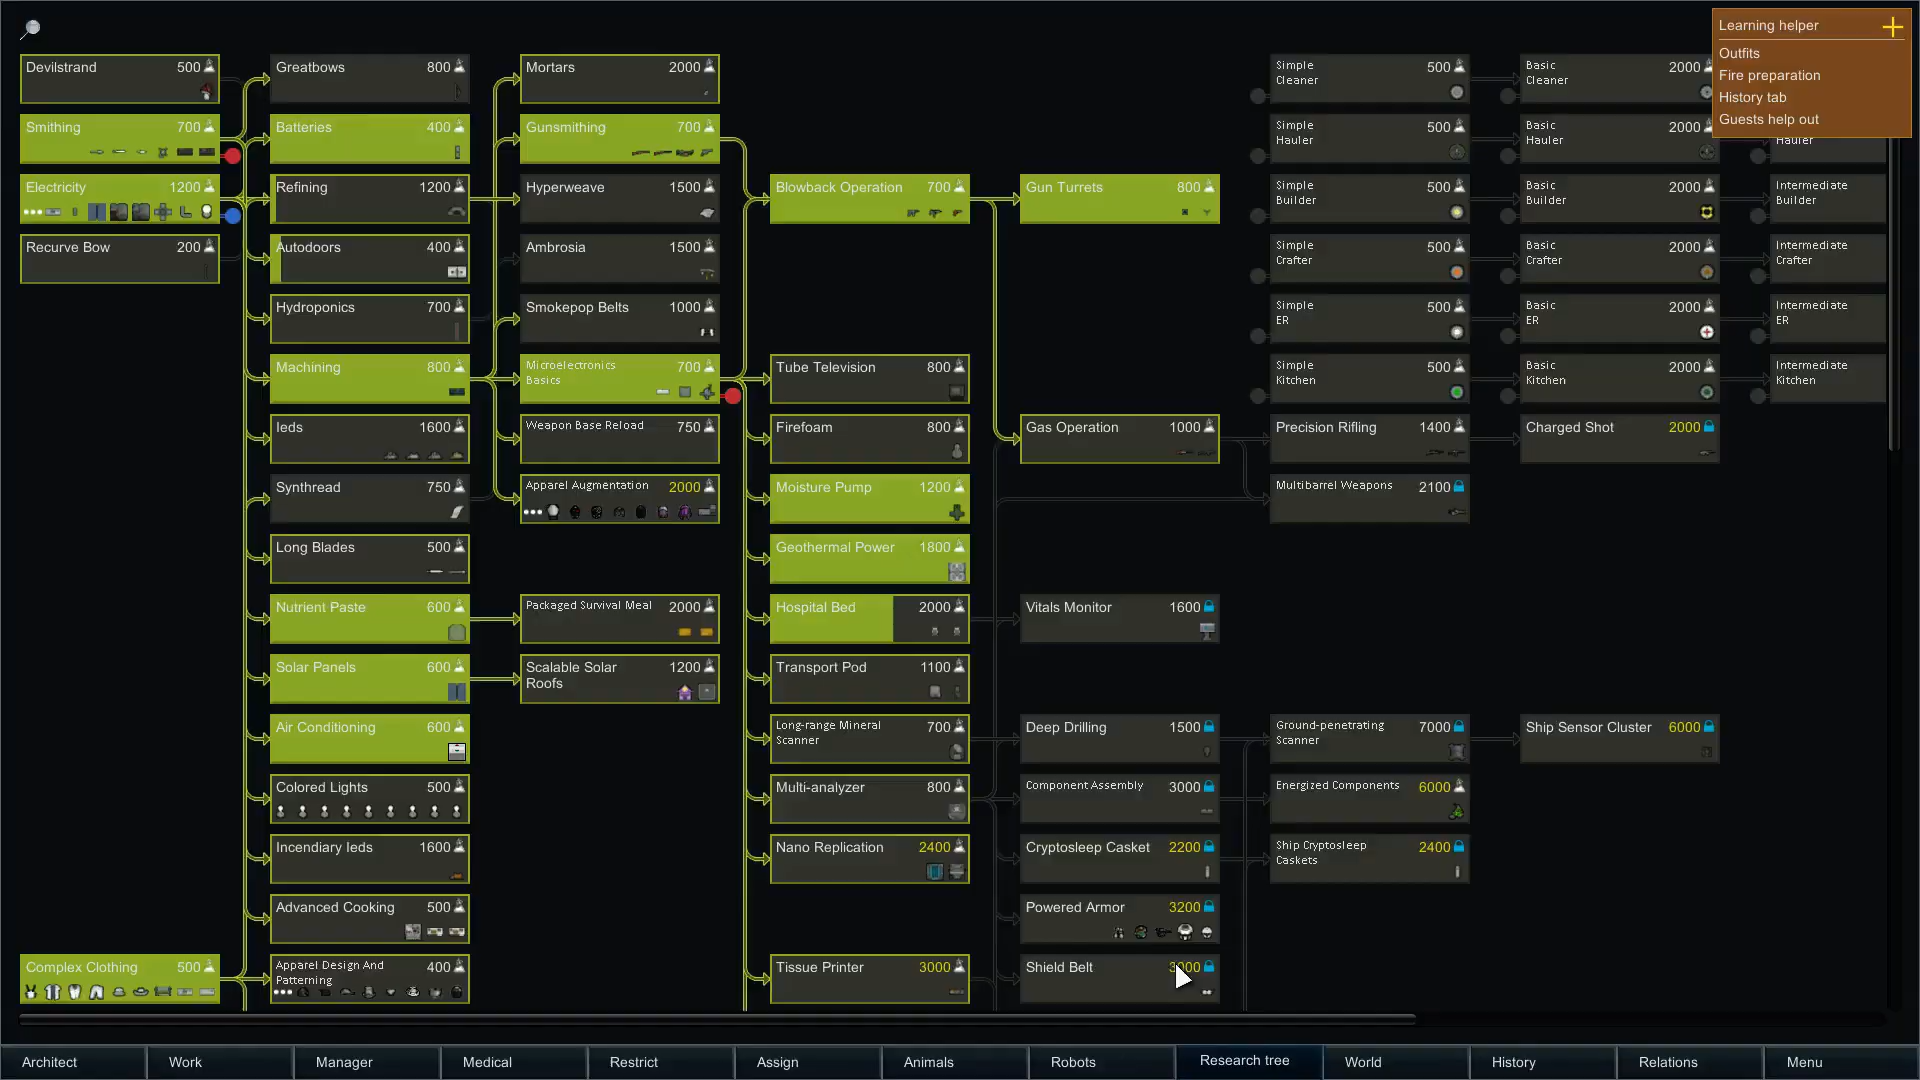 Learning helper
Outfits
Fire preparation
History tab
Guests help out
Devilstrand 500
Greatbows 800
Mortars 2000
Simple Cleaner 500
Basic Cleaner 2000
Smithing 700
Batteries 400
Gunsmithing 700
Simple Hauler 500
Basic Hauler 2000
Hauler
Electricity 1200
Refining 1200
Hyperweave 1500
Blowback Operation 700
Gun Turrets 800
Simple Builder 500
Basic Builder 2000
Intermediate Builder
Recurve Bow 200
Autodoors 400
Ambrosia 1500
Simple Crafter 500
Basic Crafter 2000
Intermediate Crafter
Hydroponics 700
Smokepop Belts 1000
Simple ER 500
Basic ER 2000
Intermediate ER
Machining 800
Microelectronics Basics 700
Tube Television 800
Simple Kitchen 500
Basic Kitchen 2000
Intermediate Kitchen
Ieds 1600
Weapon Base Reload 750
Firefoam 800
Gas Operation 1000
Precision Rifling 1400
Charged Shot 2000
Synthread 750
Apparel Augmentation 2000
Moisture Pump 1200
Multibarrel Weapons 2100
Long Blades 500
Geothermal Power 1800
Nutrient Paste 600
Packaged Survival Meal 2000
Hospital Bed 2000
Vitals Monitor 1600
Solar Panels 600
Scalable Solar Roofs 1200
Transport Pod 1100
Air Conditioning 600
Long-range Mineral Scanner 700
Deep Drilling 1500
Ground-penetrating Scanner 7000
Ship Sensor Cluster 6000
Colored Lights 500
Multi-analyzer 800
Component Assembly 3000
Energized Components 6000
Incendiary Ieds 1600
Nano Replication 2400
Cryptosleep Casket 2200
Ship Cryptosleep Caskets 2400
Advanced Cooking 500
Powered Armor 3200
Complex Clothing 500
Apparel Design And Patterning 400
Tissue Printer 3000
Shield Belt 3000
Architect
Work
Manager
Medical
Restrict
Assign
Animals
Robots
Research tree
World
History
Relations
Menu